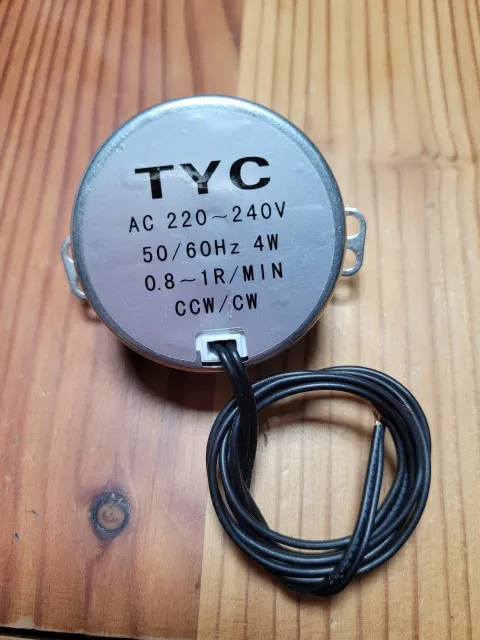 TYC
AC 220~240V
50/60Hz 4W
0.8~1R/MIN
CCW/CW